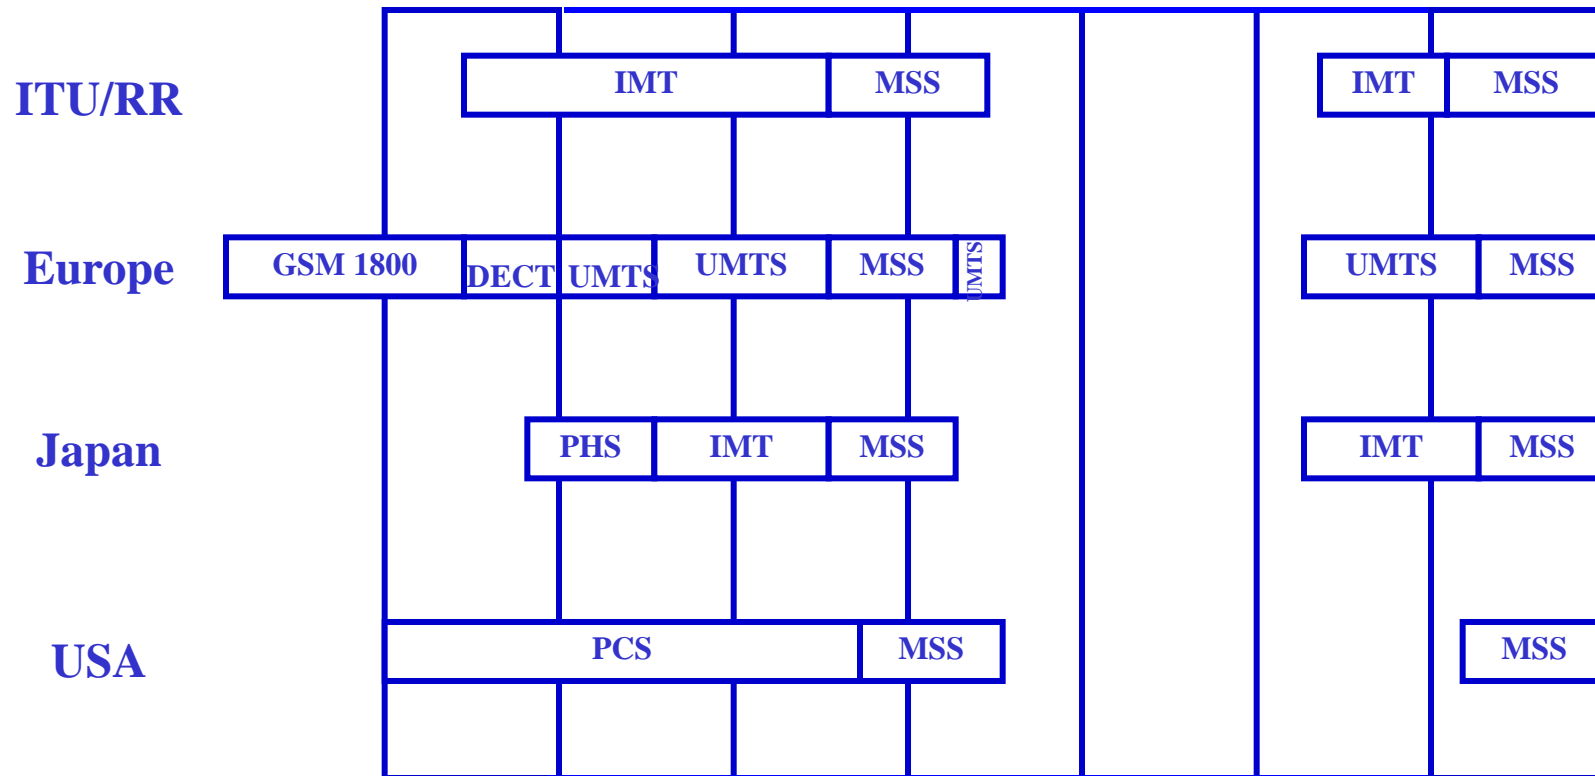 ITU/RR IMT MSS IMT MSS
Europe GSM 1800 DECT UMTS UMTS MSS UMTS UMTS MSS
Japan PHS IMT MSS IMT MSS
USA PCS MSS MSS